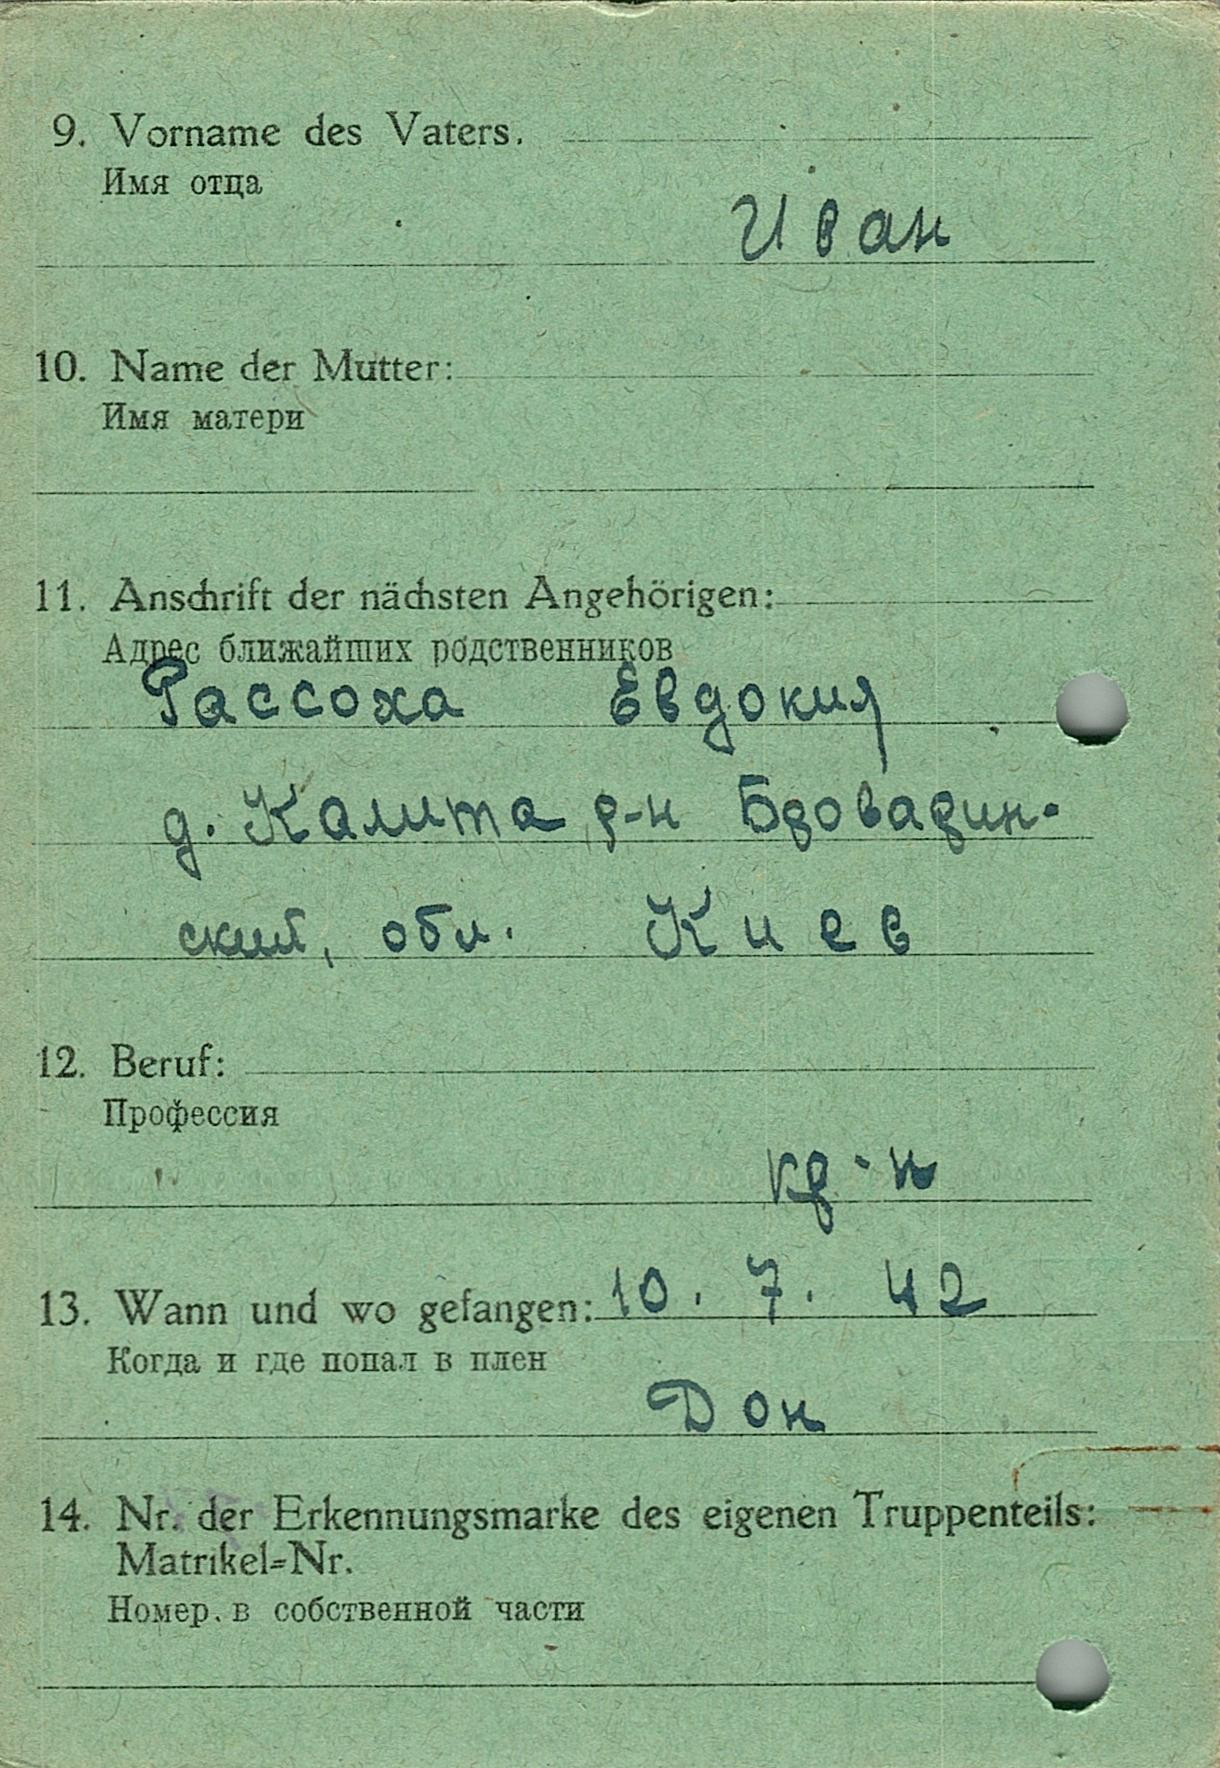 9. Vorname des Vaters.
Имя отца
Иван
10. Name der Mutter:
Имя матери
11. Anschrift der nächsten Angehörigen:
Адрес ближайших родственников
Рассоха Евдокия
д. Калита р-н Броварин-
ский, обл. Киев
12. Beruf:
Профессия
кр-н
13. Wann und wo gefangen: 10. 7. 42
Когда и где попал в плен
Дон
14. Nr. der Erkennungsmarke des eigenen Truppenteils:
Matrikel=Nr.
Номер. в собственной части